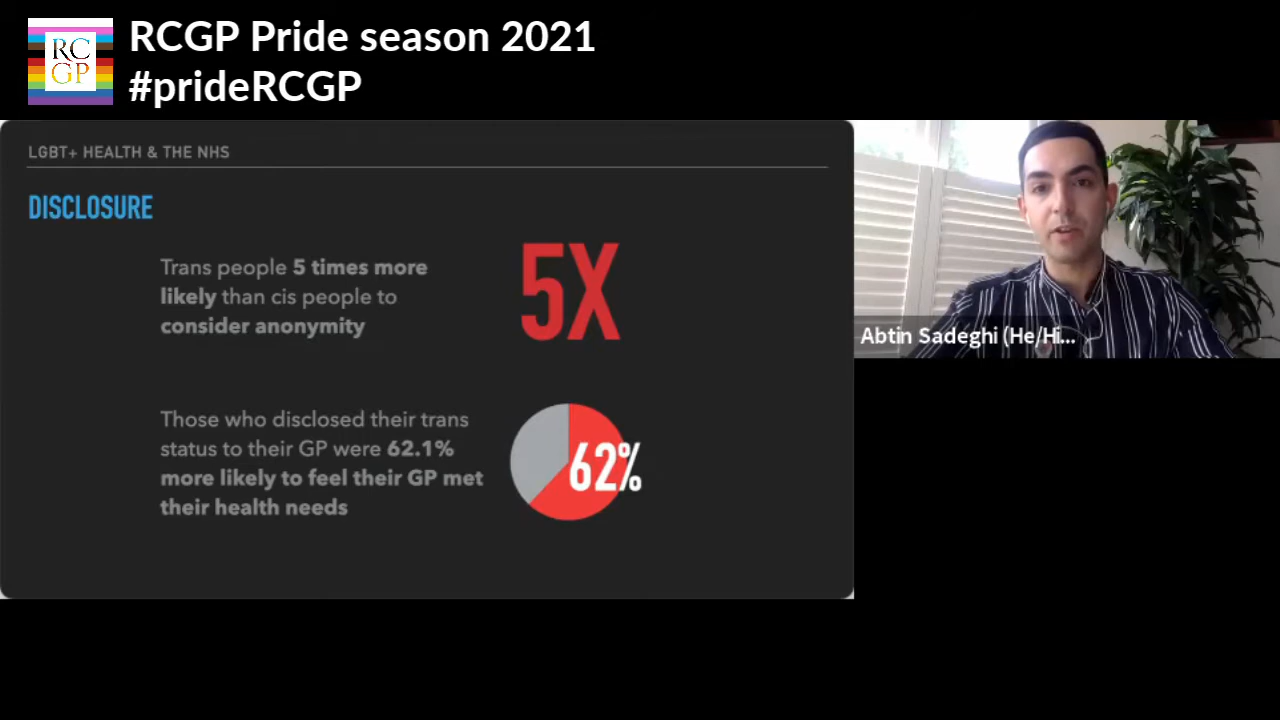 RC
GP
RCGP Pride season 2021
#prideRCGP
LGBT+ HEALTH & THE NHS
DISCLOSURE
Trans people 5 times more
likely than cis people to
consider anonymity
5X
Those who disclosed their trans
status to their GP were 62.1%
more likely to feel their GP met
their health needs
62%
Abtin Sadeghi (He/Hi...